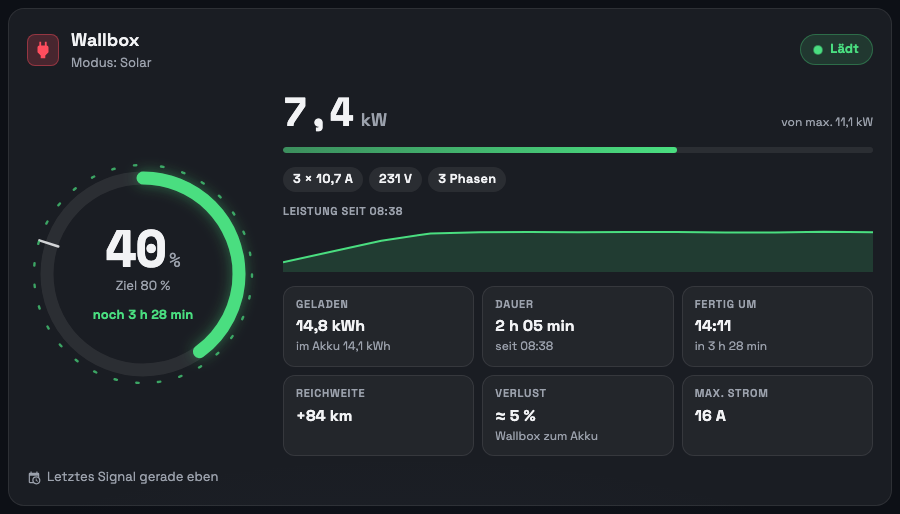 Wallbox
Modus: Solar
Lädt
7,4 kW
von max. 11,1 kW
3 × 10,7 A
231 V
3 Phasen
LEISTUNG SEIT 08:38
40 %
Ziel 80 %
noch 3 h 28 min
GELADEN
14,8 kWh
im Akku 14,1 kWh
DAUER
2 h 05 min
seit 08:38
FERTIG UM
14:11
in 3 h 28 min
REICHWEITE
+84 km
VERLUST
≈ 5 %
Wallbox zum Akku
MAX. STROM
16 A
Letztes Signal gerade eben